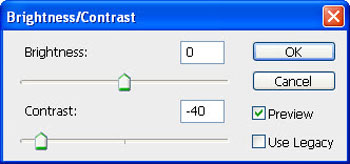 Brightness/Contrast
Brightness: 0 OK
Cancel
Contrast: -40 Preview
Use Legacy